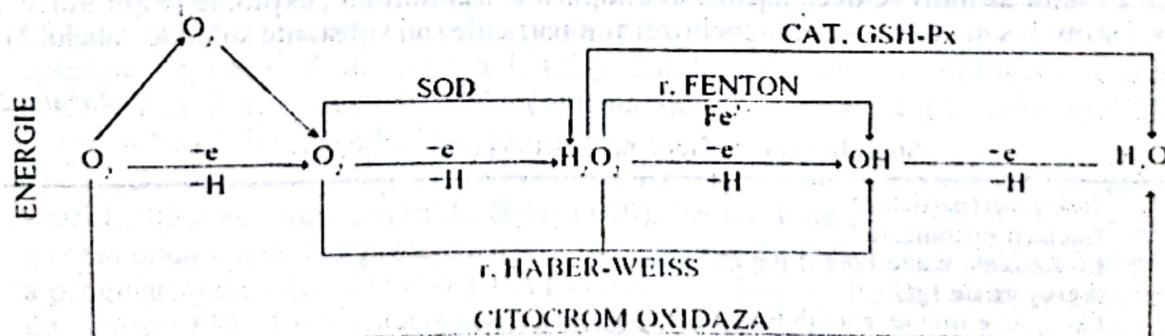 O₂
CAT. GSH-Px
SOD
r. FENTON
Fe
ENERGIE
O₂ -e O₂ -e H₂O₂ -e OH -e H₂O
-H -H -H -H
r. HABER-WEISS
CITOCROM OXIDAZA